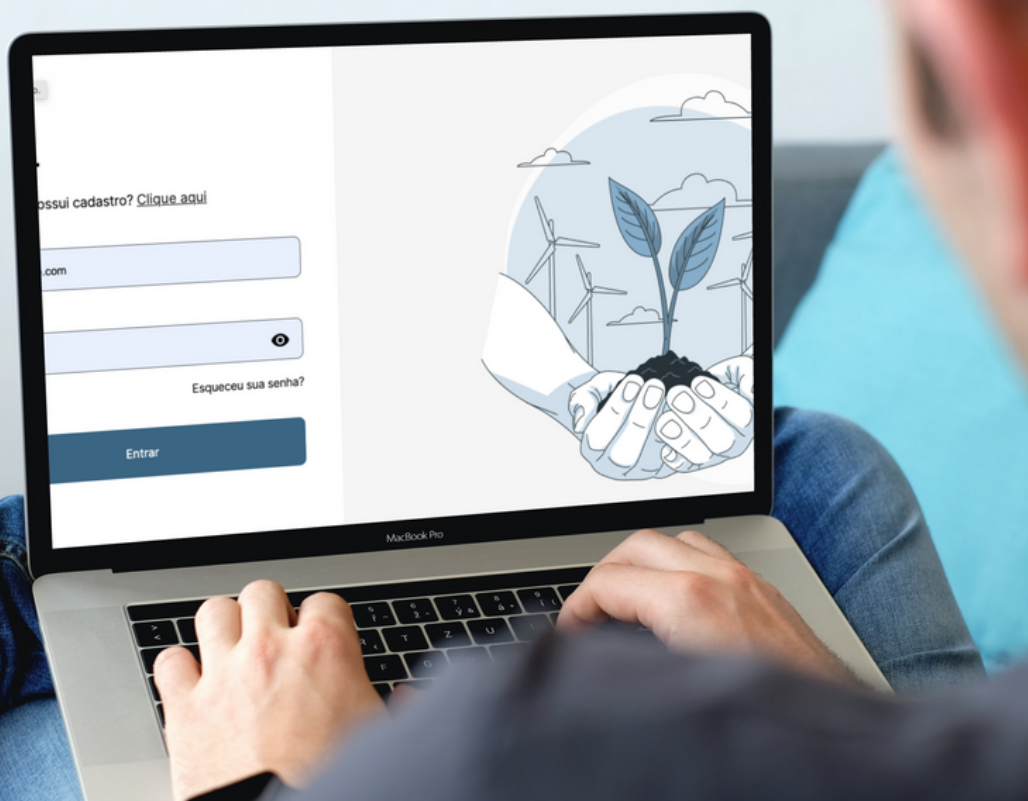 o.
ossui cadastro? Clique aqui
.com
Esqueceu sua senha?
Entrar
MacBook Pro
T Z U
F G